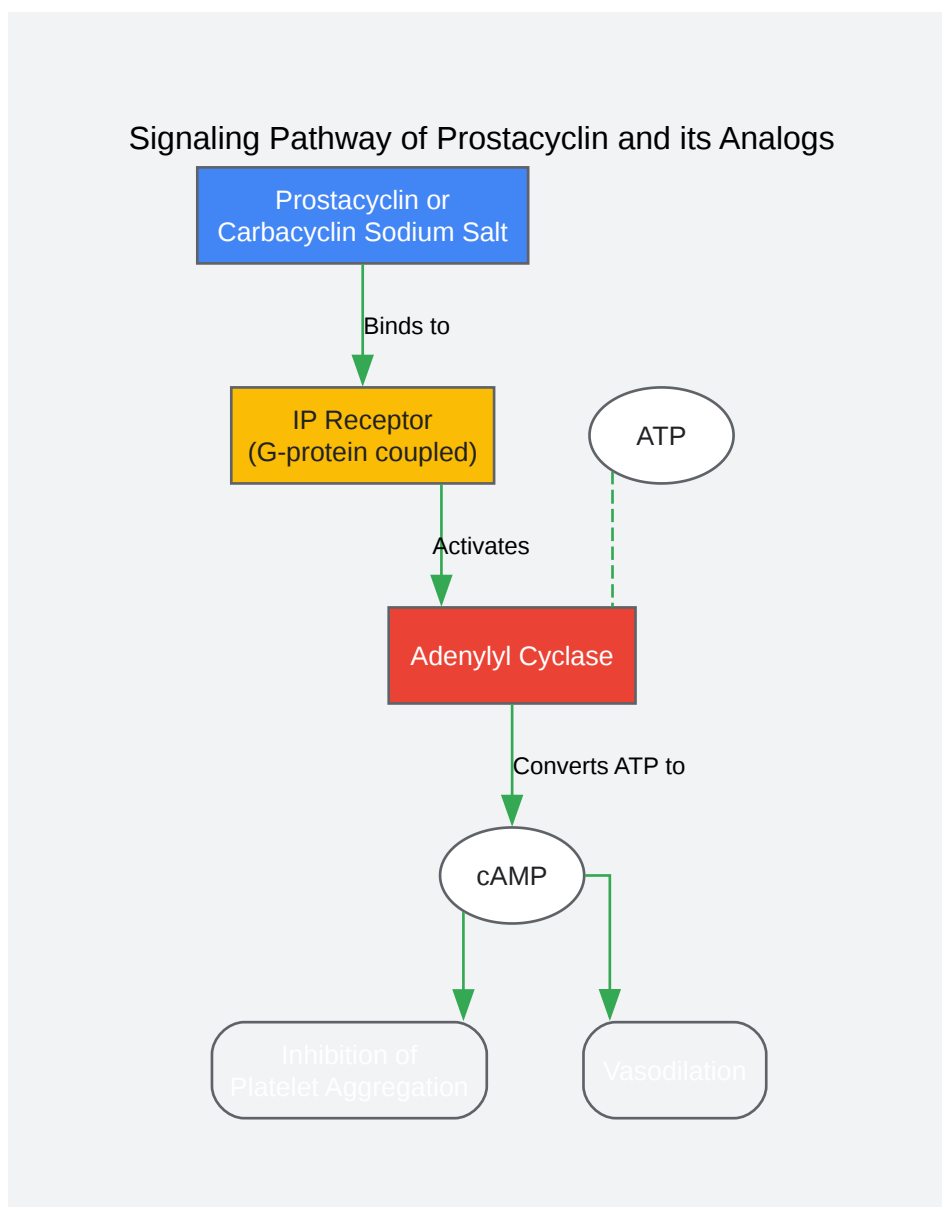 Signaling Pathway of Prostacyclin and its Analogs
Prostacyclin or
Carbacyclin Sodium Salt
Binds to
IP Receptor
(G-protein coupled)
ATP
Activates
Adenylyl Cyclase
Converts ATP to
cAMP
Inhibition of
Platelet Aggregation
Vasodilation